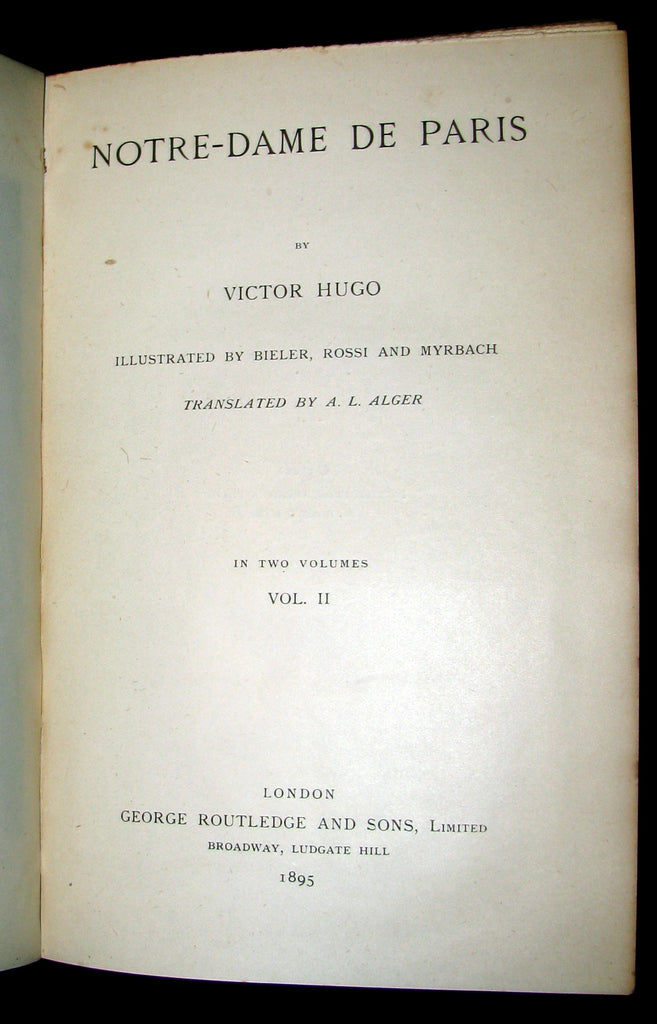 NOTRE-DAME DE PARIS
BY
VICTOR HUGO
ILLUSTRATED BY BIELER, ROSSI AND MYRBACH
TRANSLATED BY A. L. ALGER
IN TWO VOLUMES
VOL. II
LONDON
GEORGE ROUTLEDGE AND SONS, LIMITED
BROADWAY, LUDGATE HILL
1895